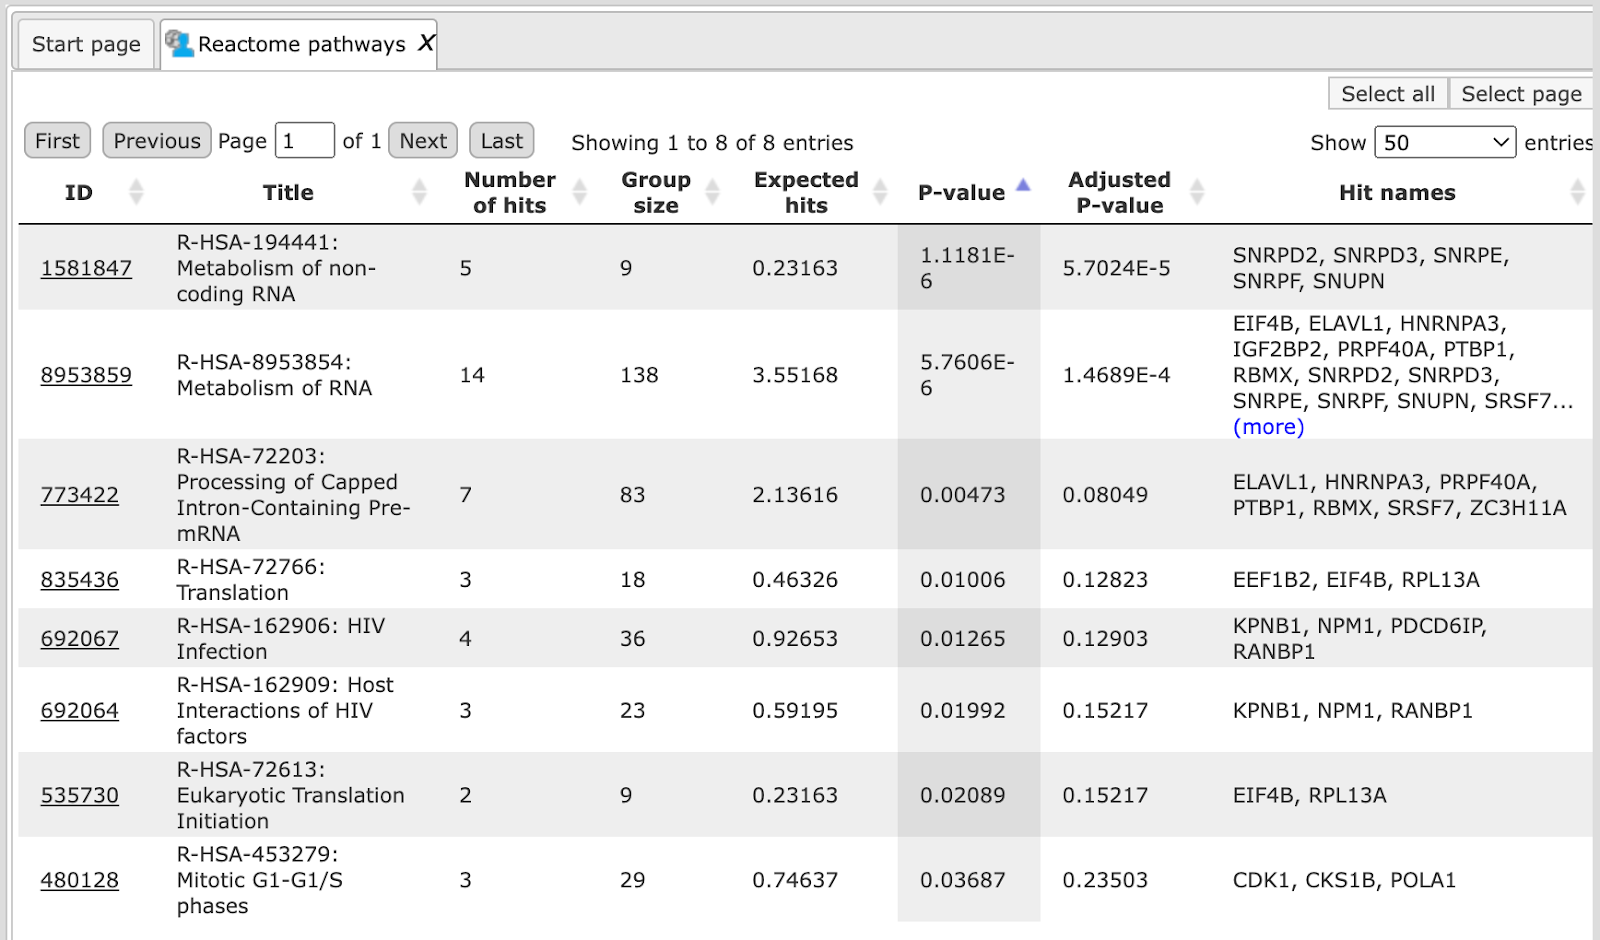 Start page
Reactome pathways X
Select all Select page
First Previous Page 1 of 1 Next Last Showing 1 to 8 of 8 entries Show 50 entries
ID Title Number of hits Group size Expected hits P-value Adjusted P-value Hit names
1581847
R-HSA-194441:
Metabolism of non-
coding RNA
5
9
0.23163
1.1181E-
6
5.7024E-5
SNRPD2, SNRPD3, SNRPE,
SNRPF, SNUPN
8953859
R-HSA-8953854:
Metabolism of RNA
14
138
3.55168
5.7606E-
6
1.4689E-4
EIF4B, ELAVL1, HNRNPA3,
IGF2BP2, PRPF40A, PTBP1,
RBMX, SNRPD2, SNRPD3,
SNRPE, SNRPF, SNUPN, SRSF7...
(more)
773422
R-HSA-72203:
Processing of Capped
Intron-Containing Pre-
mRNA
7
83
2.13616
0.00473
0.08049
ELAVL1, HNRNPA3, PRPF40A,
PTBP1, RBMX, SRSF7, ZC3H11A
835436
R-HSA-72766:
Translation
3
18
0.46326
0.01006
0.12823
EEF1B2, EIF4B, RPL13A
692067
R-HSA-162906: HIV
Infection
4
36
0.92653
0.01265
0.12903
KPNB1, NPM1, PDCD6IP,
RANBP1
692064
R-HSA-162909: Host
Interactions of HIV
factors
3
23
0.59195
0.01992
0.15217
KPNB1, NPM1, RANBP1
535730
R-HSA-72613:
Eukaryotic Translation
Initiation
2
9
0.23163
0.02089
0.15217
EIF4B, RPL13A
480128
R-HSA-453279:
Mitotic G1-G1/S
phases
3
29
0.74637
0.03687
0.23503
CDK1, CKS1B, POLA1